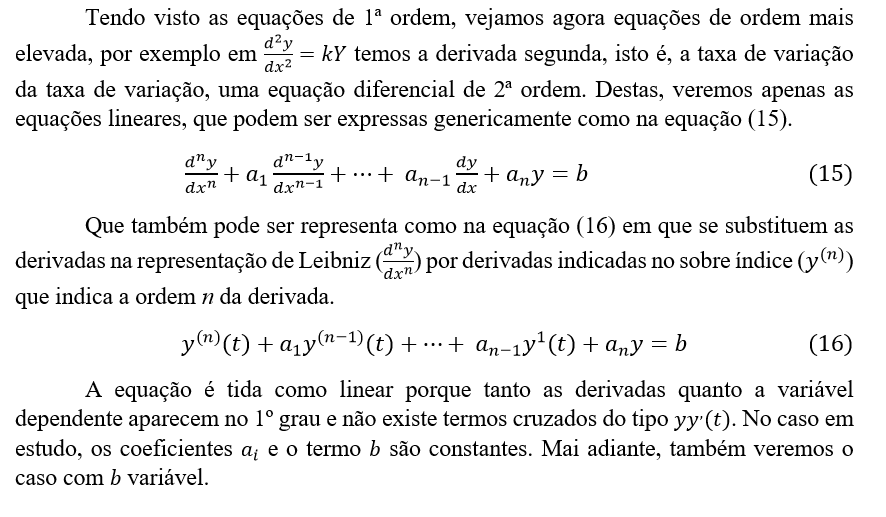 Tendo visto as equações de 1ª ordem, vejamos agora equações de ordem mais
elevada, por exemplo em d²y/dx² = kY temos a derivada segunda, isto é, a taxa de variação
da taxa de variação, uma equação diferencial de 2ª ordem. Destas, veremos apenas as
equações lineares, que podem ser expressas genericamente como na equação (15).
dⁿy/dxⁿ + a₁ dⁿ⁻¹y/dxⁿ⁻¹ + ⋯ + aₙ₋₁ dy/dx + aₙy = b (15)
Que também pode ser representa como na equação (16) em que se substituem as
derivadas na representação de Leibniz (dⁿy/dxⁿ) por derivadas indicadas no sobre índice (y⁽ⁿ⁾)
que indica a ordem n da derivada.
y⁽ⁿ⁾(t) + a₁y⁽ⁿ⁻¹⁾(t) + ⋯ + aₙ₋₁y¹(t) + aₙy = b (16)
A equação é tida como linear porque tanto as derivadas quanto a variável
dependente aparecem no 1º grau e não existe termos cruzados do tipo yy′(t). No caso em
estudo, os coeficientes aᵢ e o termo b são constantes. Mai adiante, também veremos o
caso com b variável.